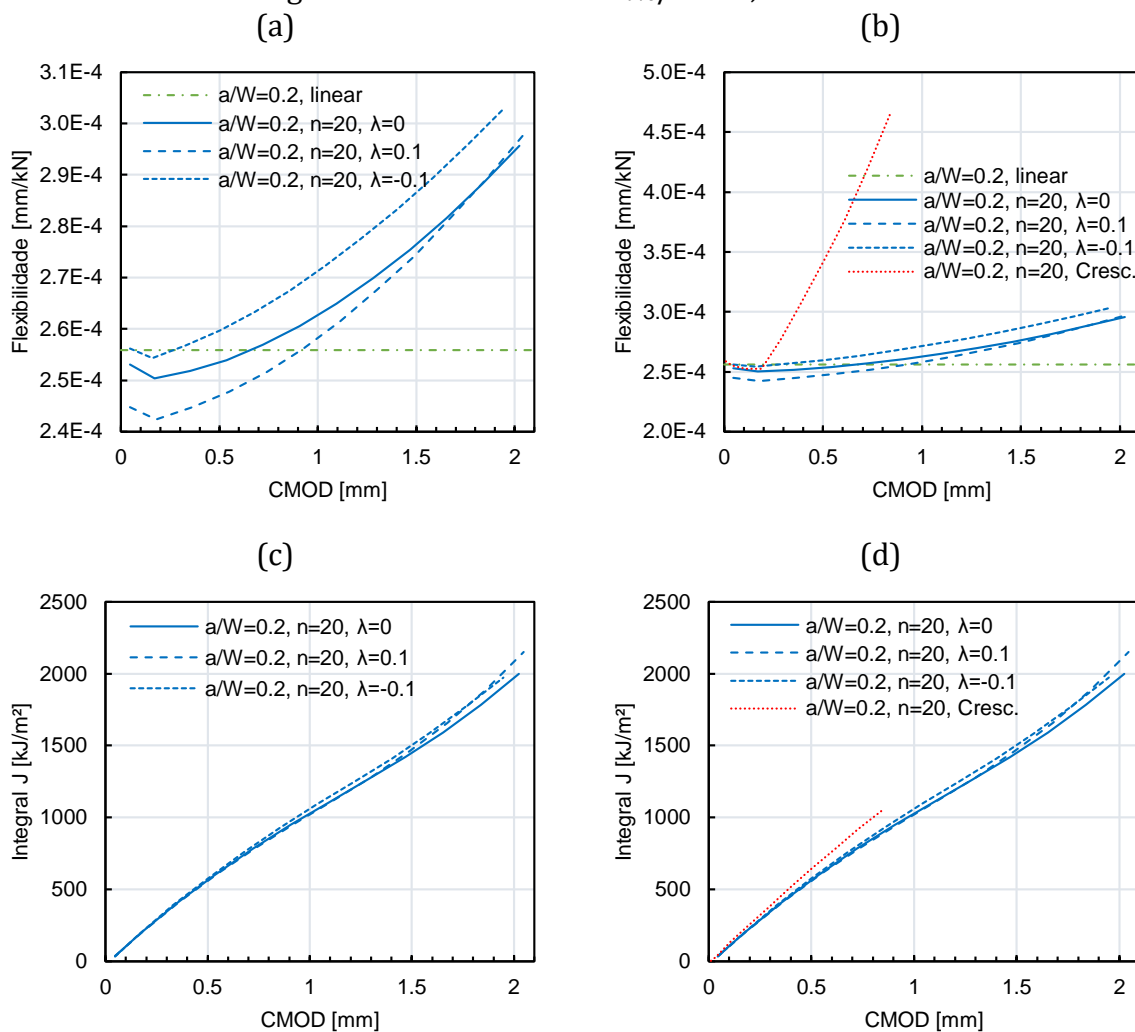 (a)
3.1E-4
3.0E-4
2.9E-4
2.8E-4
2.7E-4
2.6E-4
2.5E-4
2.4E-4
Flexibilidade [mm/kN]
a/W=0.2, linear
a/W=0.2, n=20, λ=0
a/W=0.2, n=20, λ=0.1
a/W=0.2, n=20, λ=-0.1
0 0.5 1 1.5 2
CMOD [mm]
(b)
5.0E-4
4.5E-4
4.0E-4
3.5E-4
3.0E-4
2.5E-4
2.0E-4
Flexibilidade [mm/kN]
a/W=0.2, linear
a/W=0.2, n=20, λ=0
a/W=0.2, n=20, λ=0.1
a/W=0.2, n=20, λ=-0.1
a/W=0.2, n=20, Cresc.
0 0.5 1 1.5 2
CMOD [mm]
(c)
2500
2000
1500
1000
500
0
Integral J [kJ/m²]
a/W=0.2, n=20, λ=0
a/W=0.2, n=20, λ=0.1
a/W=0.2, n=20, λ=-0.1
0 0.5 1 1.5 2
CMOD [mm]
(d)
2500
2000
1500
1000
500
0
Integral J [kJ/m²]
a/W=0.2, n=20, λ=0
a/W=0.2, n=20, λ=0.1
a/W=0.2, n=20, λ=-0.1
a/W=0.2, n=20, Cresc.
0 0.5 1 1.5 2
CMOD [mm]